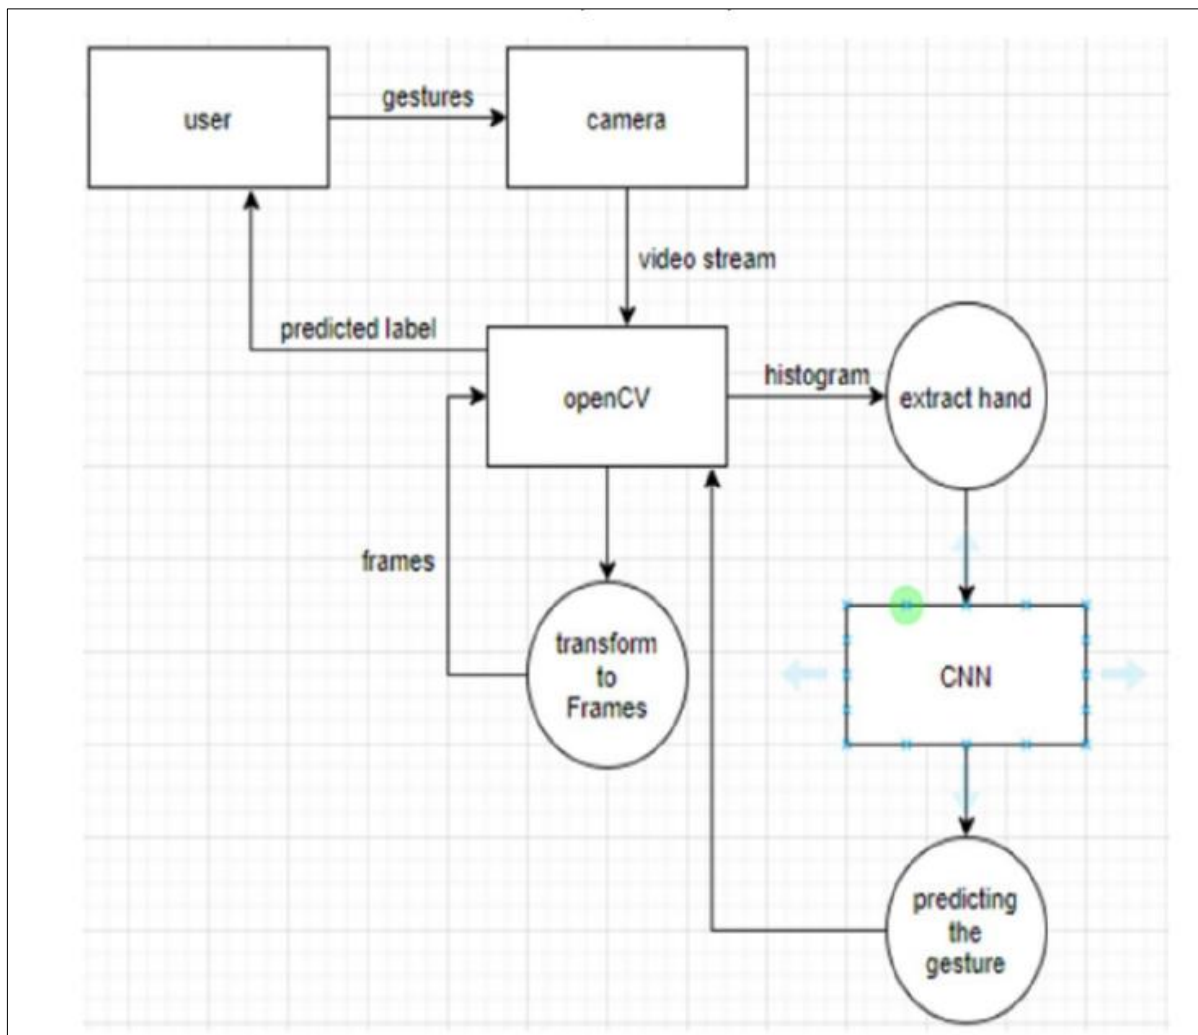 user
gestures
camera
video stream
predicted label
openCV
histogram
extract hand
frames
transform
to
Frames
CNN
predicting
the
gesture